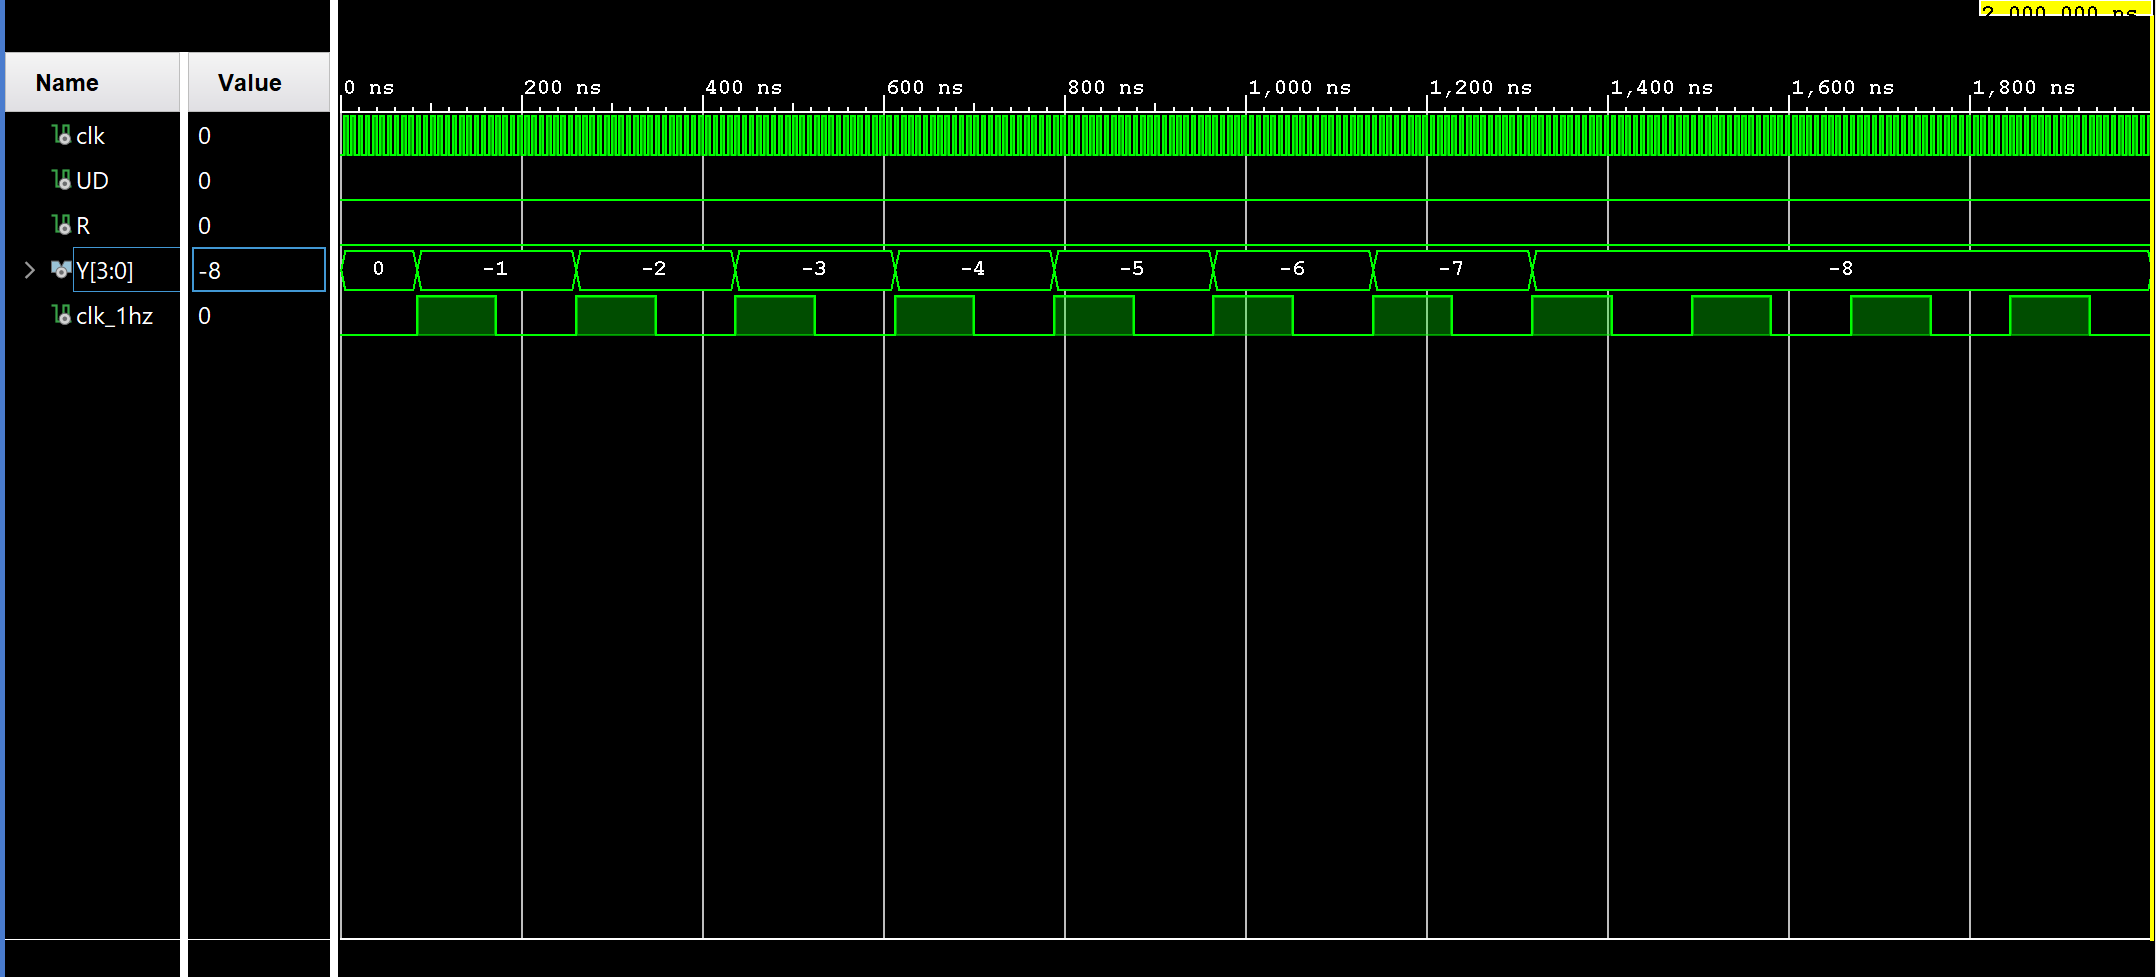 2,000.000 ns
Name Value
0 ns 200 ns 400 ns 600 ns 800 ns 1,000 ns 1,200 ns 1,400 ns 1,600 ns 1,800 ns
clk 0
UD 0
R 0
Y[3:0] -8 0 -1 -2 -3 -4 -5 -6 -7 -8
clk_1hz 0